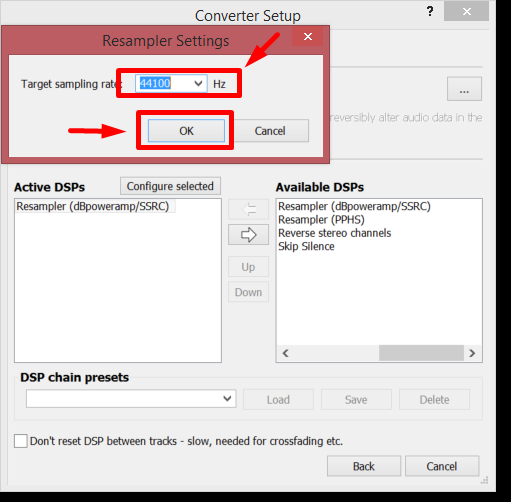 Converter Setup
?
Resampler Settings
Target sampling rate:
44100
Hz
OK
Cancel
...
reversibly alter audio data in the
Active DSPs
Configure selected
Available DSPs
Resampler (dBpoweramp/SSRC)
Resampler (dBpoweramp/SSRC)
Resampler (PPHS)
Reverse stereo channels
Skip Silence
Up
Down
DSP chain presets
Load
Save
Delete
Don't reset DSP between tracks - slow, needed for crossfading etc.
Back
Cancel